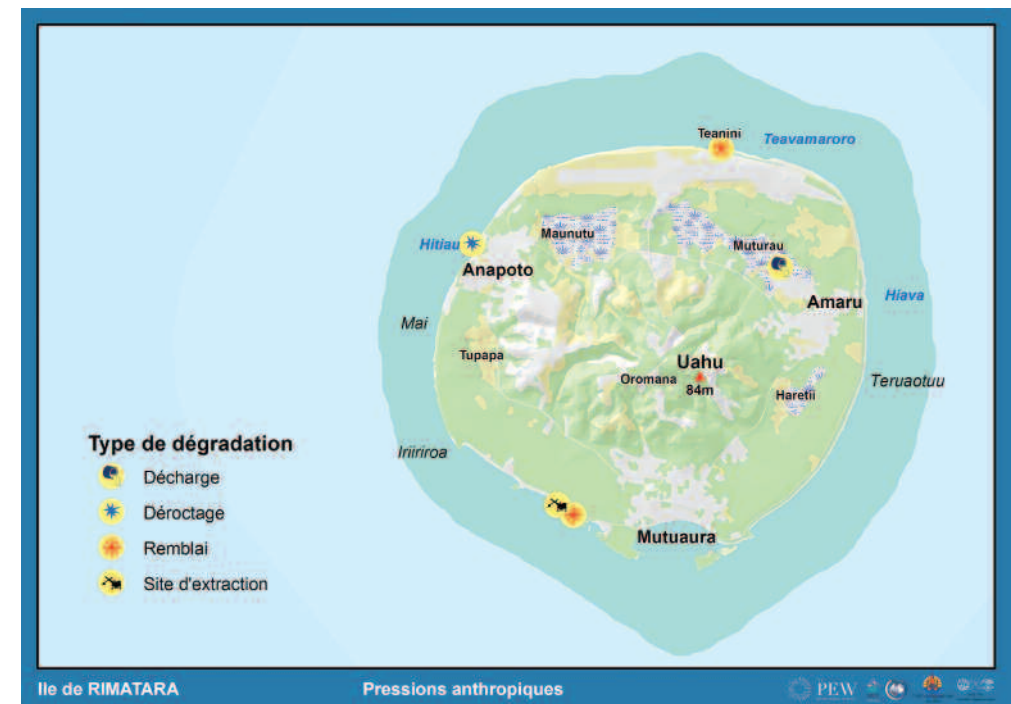 Teanini
Teavamaroro
Maunutu
Muturau
Hitiau
Anapoto
Amaru
Hiava
Mai
Tupapa
Uahu
Oromana
84m
Haretii
Teruaotuu
Iriiriroa
Mutuaura
Type de dégradation
Décharge
Déroctage
Remblai
Site d'extraction
Ile de RIMATARA
Pressions anthropiques
PEW